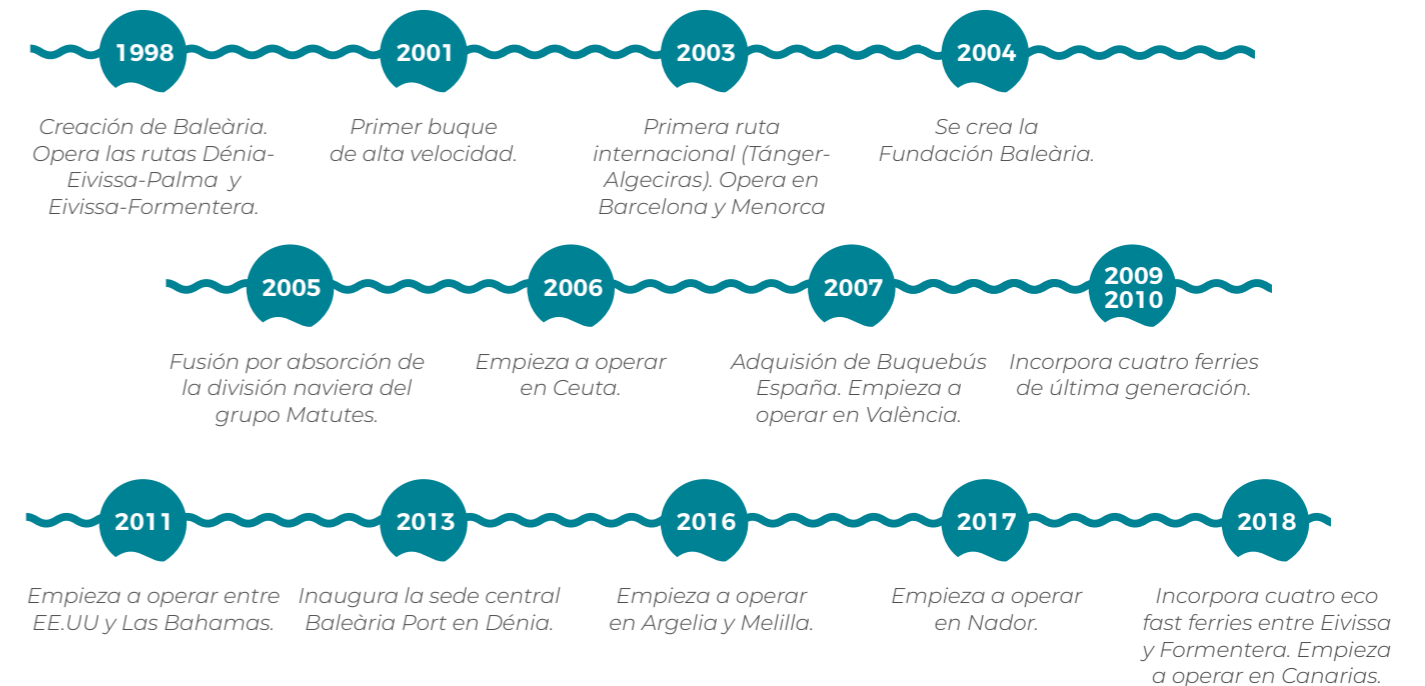 1998
Creación de Baleària.
Opera las rutas Dénia-
Eivissa-Palma y
Eivissa-Formentera.
2001
Primer buque
de alta velocidad.
2003
Primera ruta
internacional (Tánger-
Algeciras). Opera en
Barcelona y Menorca
2004
Se crea la
Fundación Baleària.
2005
Fusión por absorción de
la división naviera del
grupo Matutes.
2006
Empieza a operar
en Ceuta.
2007
Adquisión de Buquebús
España. Empieza a
operar en València.
2009
2010
Incorpora cuatro ferries
de última generación.
2011
Empieza a operar entre
EE.UU y Las Bahamas.
2013
Inaugura la sede central
Baleària Port en Dénia.
2016
Empieza a operar
en Argelia y Melilla.
2017
Empieza a operar
en Nador.
2018
Incorpora cuatro eco
fast ferries entre Eivissa
y Formentera. Empieza
a operar en Canarias.